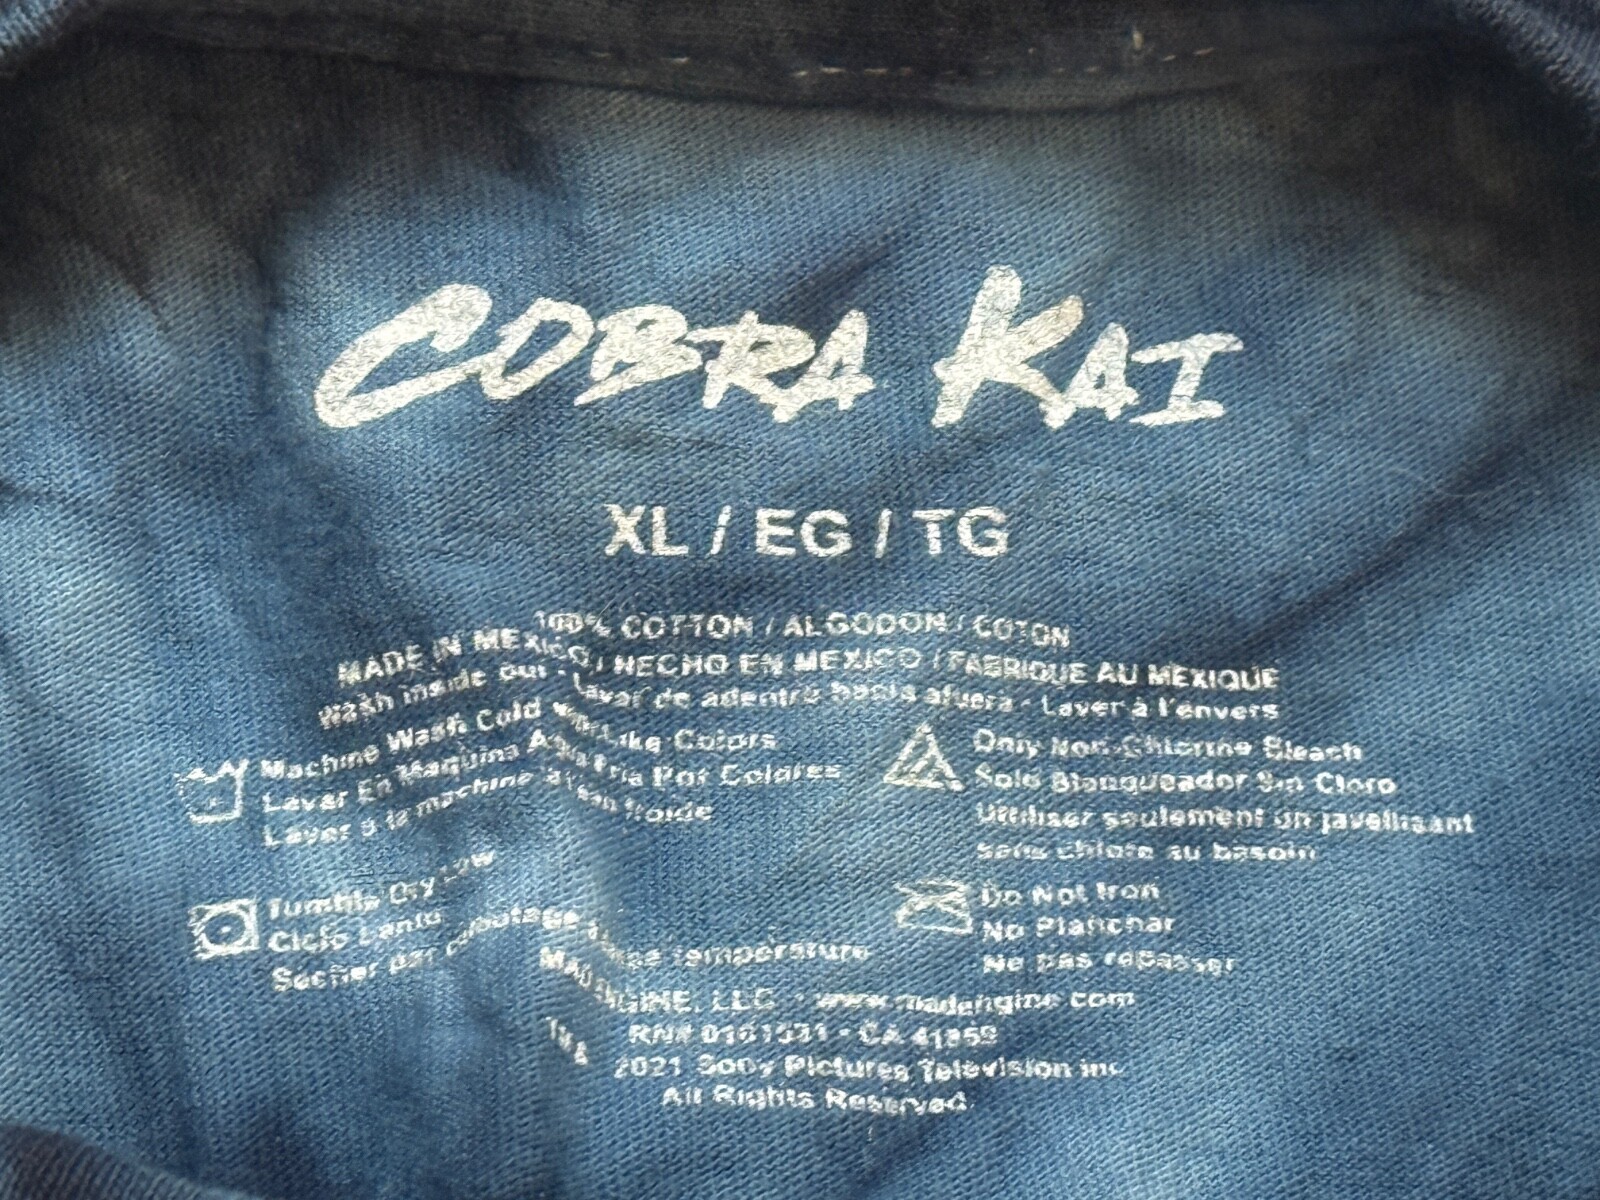 COBRA KAI
XL / EG / TG
100% COTTON / ALGODON / COTON
MADE IN MEXICO / HECHO EN MEXICO / FABRIQUE AU MEXIQUE
Wash inside out - Lavar de adentro hacia afuera - Laver à l'envers
Machine Wash Cold With Like Colors
Lavar En Maquina Agua Fria Por Colores
Laver à la machine à l'eau froide
Only Non-Chlorine Bleach
Solo Blanqueador Sin Cloro
Utiliser seulement un javellisant
sans chlore au besoin
Tumble Dry Low
Ciclo Lento
Sécher par culbutage à basse température
Do Not Iron
No Planchar
Ne pas repasser
MAD ENGINE, LLC - www.madengine.com
RN# - CA
TM & 2021 Sony Pictures Television Inc.
All Rights Reserved.